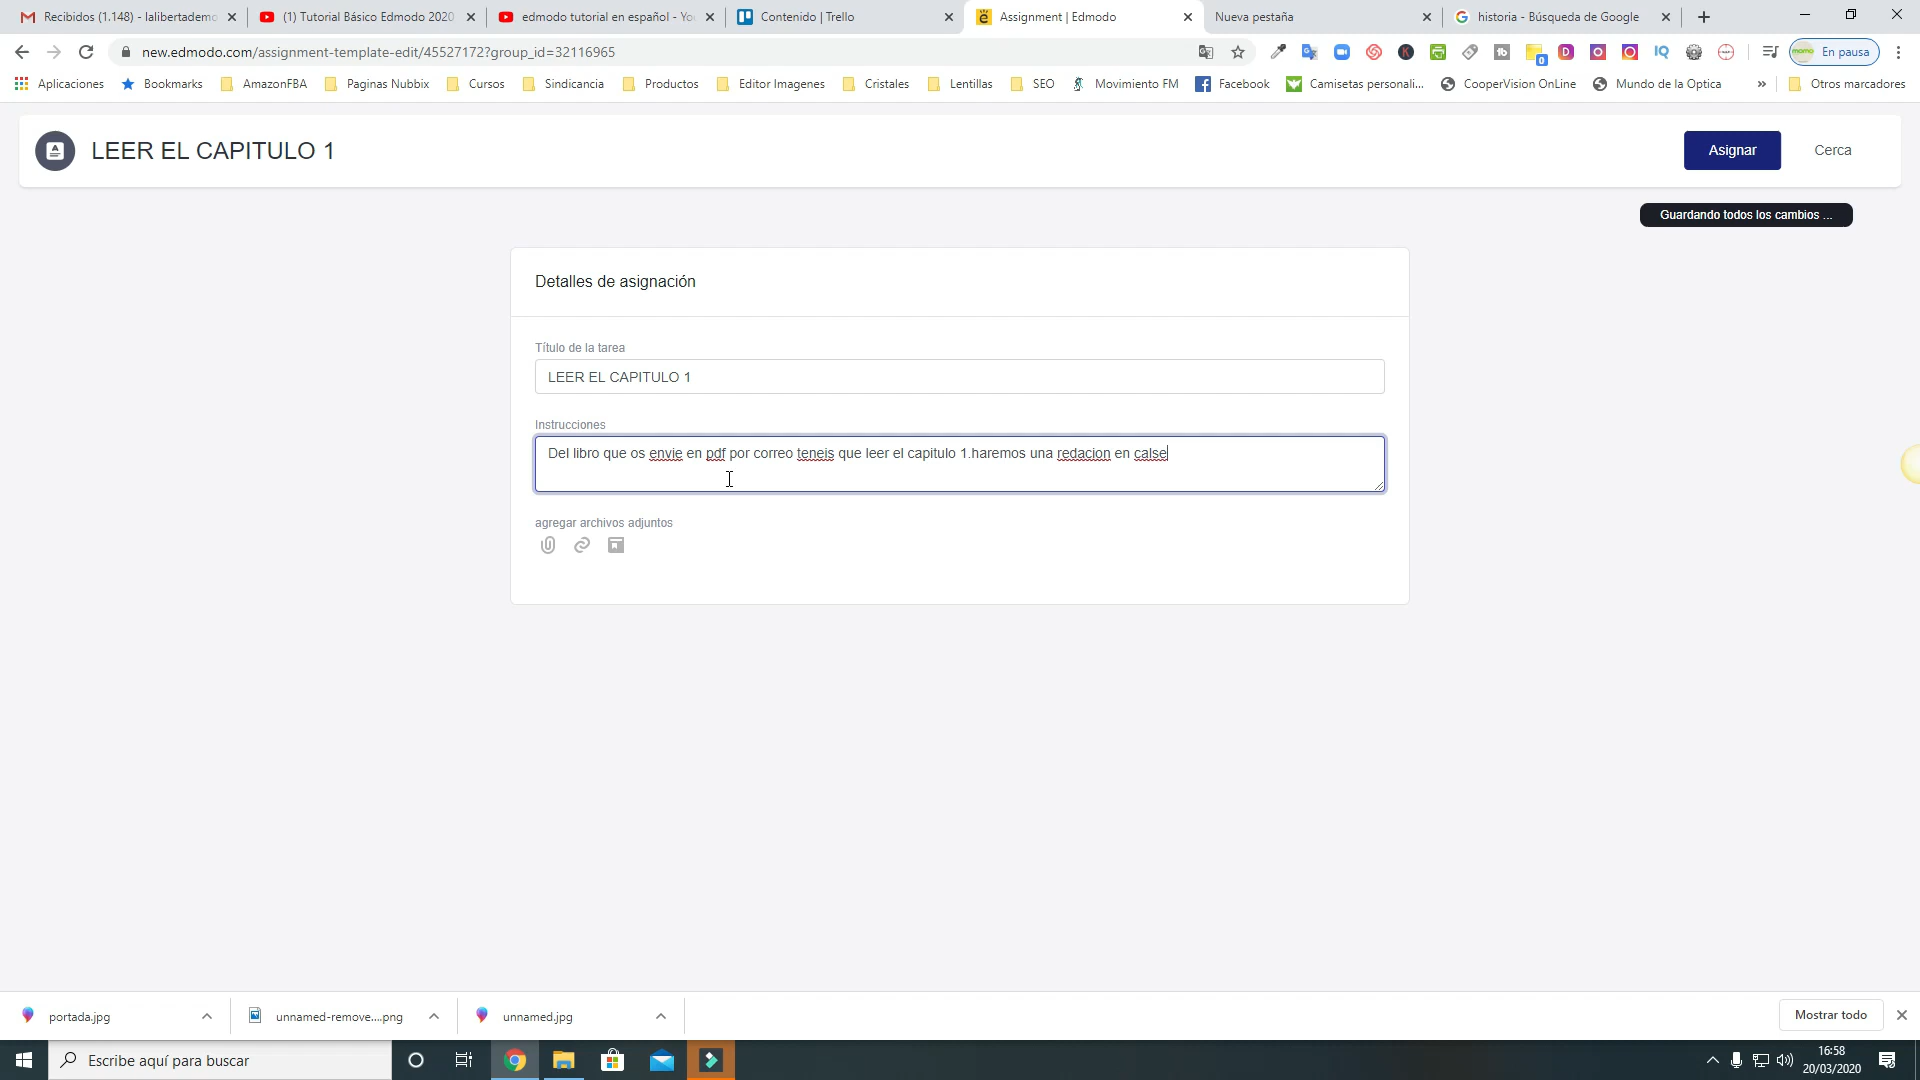 Recibidos (1.148) - lalibertademo
(1) Tutorial Básico Edmodo 2020
edmodo tutorial en español - Yo
Contenido | Trello
Assignment | Edmodo
Nueva pestaña
historia - Búsqueda de Google
new.edmodo.com/assignment-template-edit/45527172?group_id=32116965
En pausa
Aplicaciones
Bookmarks
AmazonFBA
Paginas Nubbix
Cursos
Sindicancia
Productos
Editor Imagenes
Cristales
Lentillas
SEO
Movimiento FM
Facebook
Camisetas personali...
CooperVision OnLine
Mundo de la Optica
»
Otros marcadores
LEER EL CAPITULO 1
Asignar
Cerca
Guardando todos los cambios ...
Detalles de asignación
Título de la tarea
LEER EL CAPITULO 1
Instrucciones
Del libro que os envie en pdf por correo teneis que leer el capitulo 1.haremos una redacion en calse
agregar archivos adjuntos
portada.jpg
unnamed-remove....png
unnamed.jpg
Mostrar todo
Escribe aquí para buscar
16:58
20/03/2020